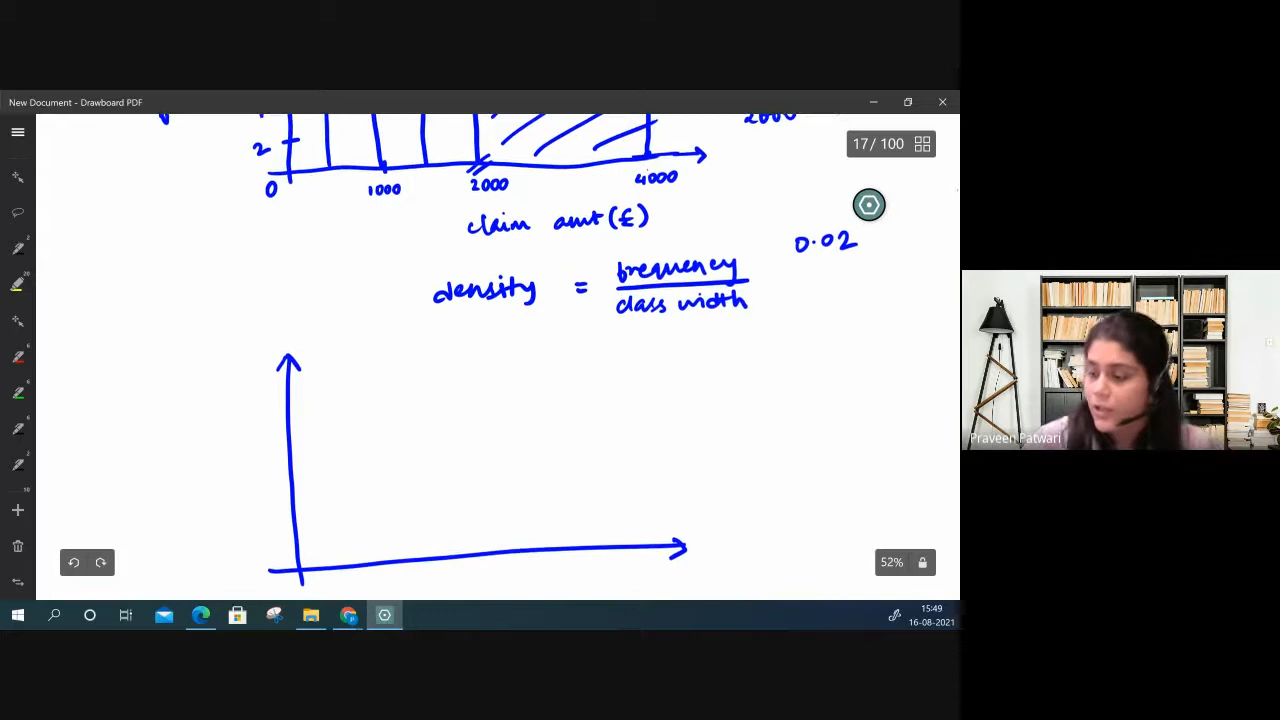 New Document - Drawboard PDF
17 / 100
2
0
1000
2000
4000
claim amt (£)
0.02
density = frequency
class width
Praveen Patwari
52%
15:49
16-08-2021